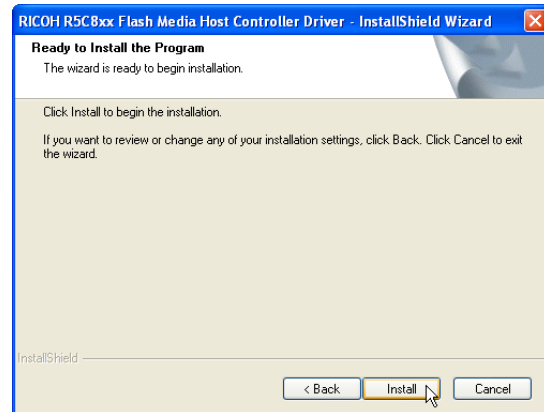 RICOH R5C8xx Flash Media Host Controller Driver - InstallShield Wizard
Ready to Install the Program
The wizard is ready to begin installation.
Click Install to begin the installation.
If you want to review or change any of your installation settings, click Back. Click Cancel to exit
the wizard.
InstallShield
< Back Install Cancel